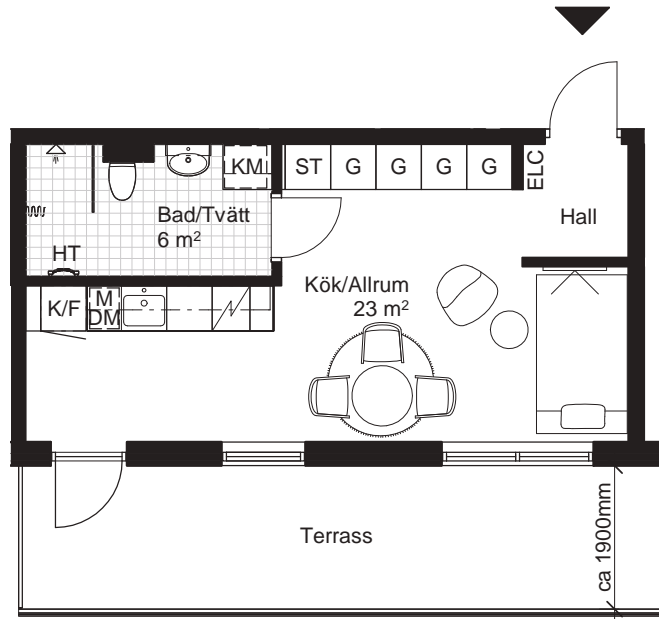 KM
ST
G
G
G
G
ELC
Bad/Tvätt
6 m²
Hall
HT
K/F
M
DM
Kök/Allrum
23 m²
Terrass
ca 1900mm